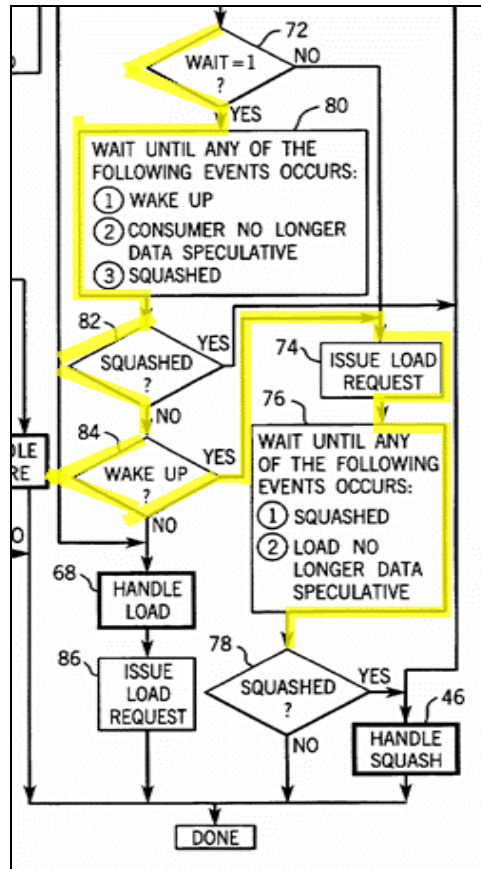 72
WAIT=1
?
NO
YES
80
WAIT UNTIL ANY OF THE
FOLLOWING EVENTS OCCURS:
1 WAKE UP
2 CONSUMER NO LONGER
DATA SPECULATIVE
3 SQUASHED
82
YES
SQUASHED
?
NO
74
ISSUE LOAD
REQUEST
84
YES
WAKE UP
?
NO
76
WAIT UNTIL ANY
OF THE FOLLOWING
EVENTS OCCURS:
1 SQUASHED
2 LOAD NO
LONGER DATA
SPECULATIVE
68
HANDLE
LOAD
86
ISSUE
LOAD
REQUEST
78
YES
SQUASHED
?
NO
46
HANDLE
SQUASH
DONE